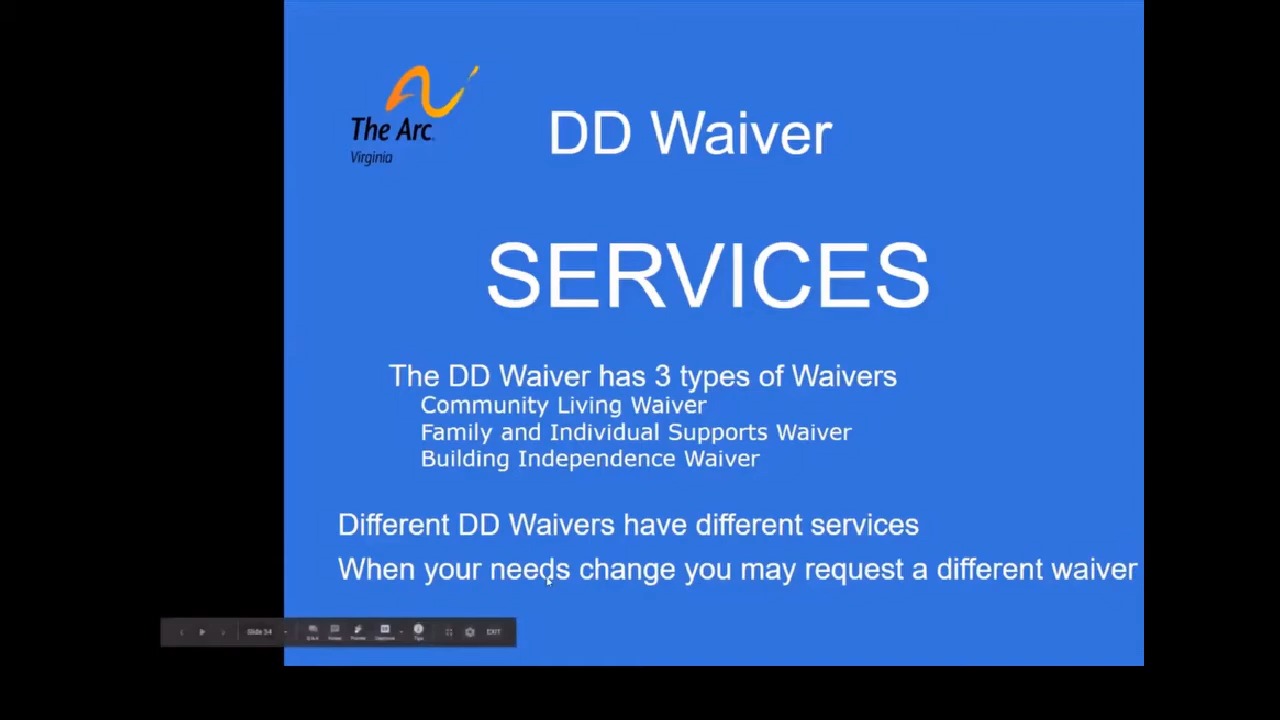 The Arc
Virginia
DD Waiver
SERVICES
The DD Waiver has 3 types of Waivers
Community Living Waiver
Family and Individual Supports Waiver
Building Independence Waiver
Different DD Waivers have different services
When your needs change you may request a different waiver
EXIT